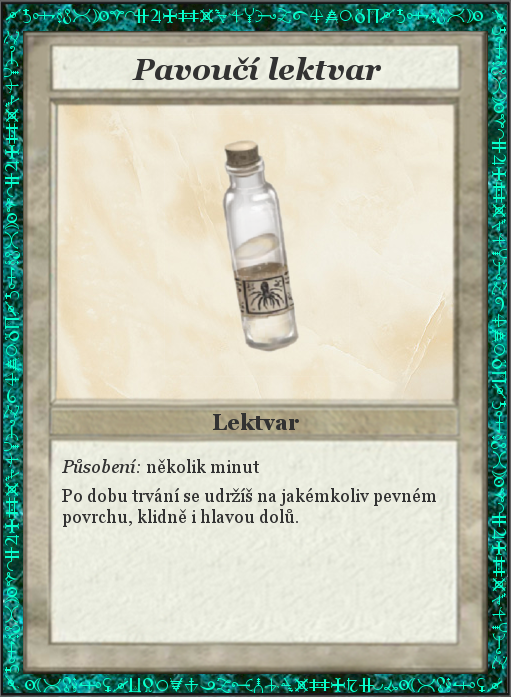 Pavoučí lektvar
Lektvar
Působení: několik minut
Po dobu trvání se udržíš na jakémkoliv pevném
povrchu, klidně i hlavou dolů.